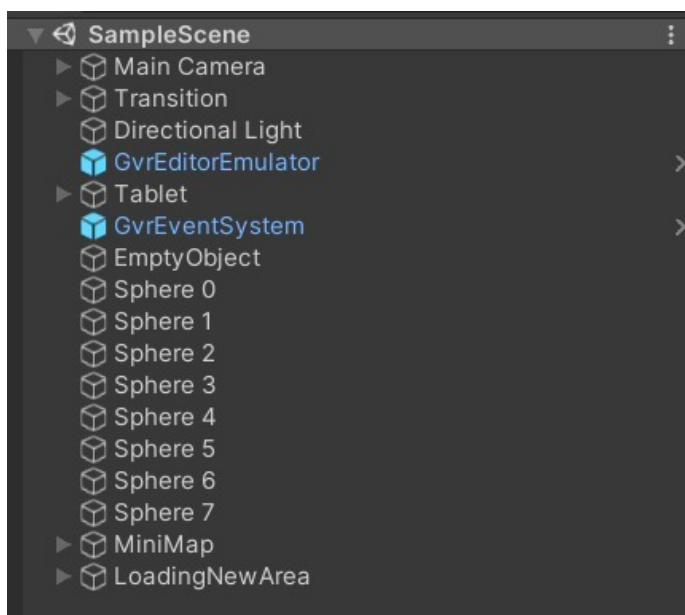 SampleScene
Main Camera
Transition
Directional Light
GvrEditorEmulator
Tablet
GvrEventSystem
EmptyObject
Sphere 0
Sphere 1
Sphere 2
Sphere 3
Sphere 4
Sphere 5
Sphere 6
Sphere 7
MiniMap
LoadingNewArea